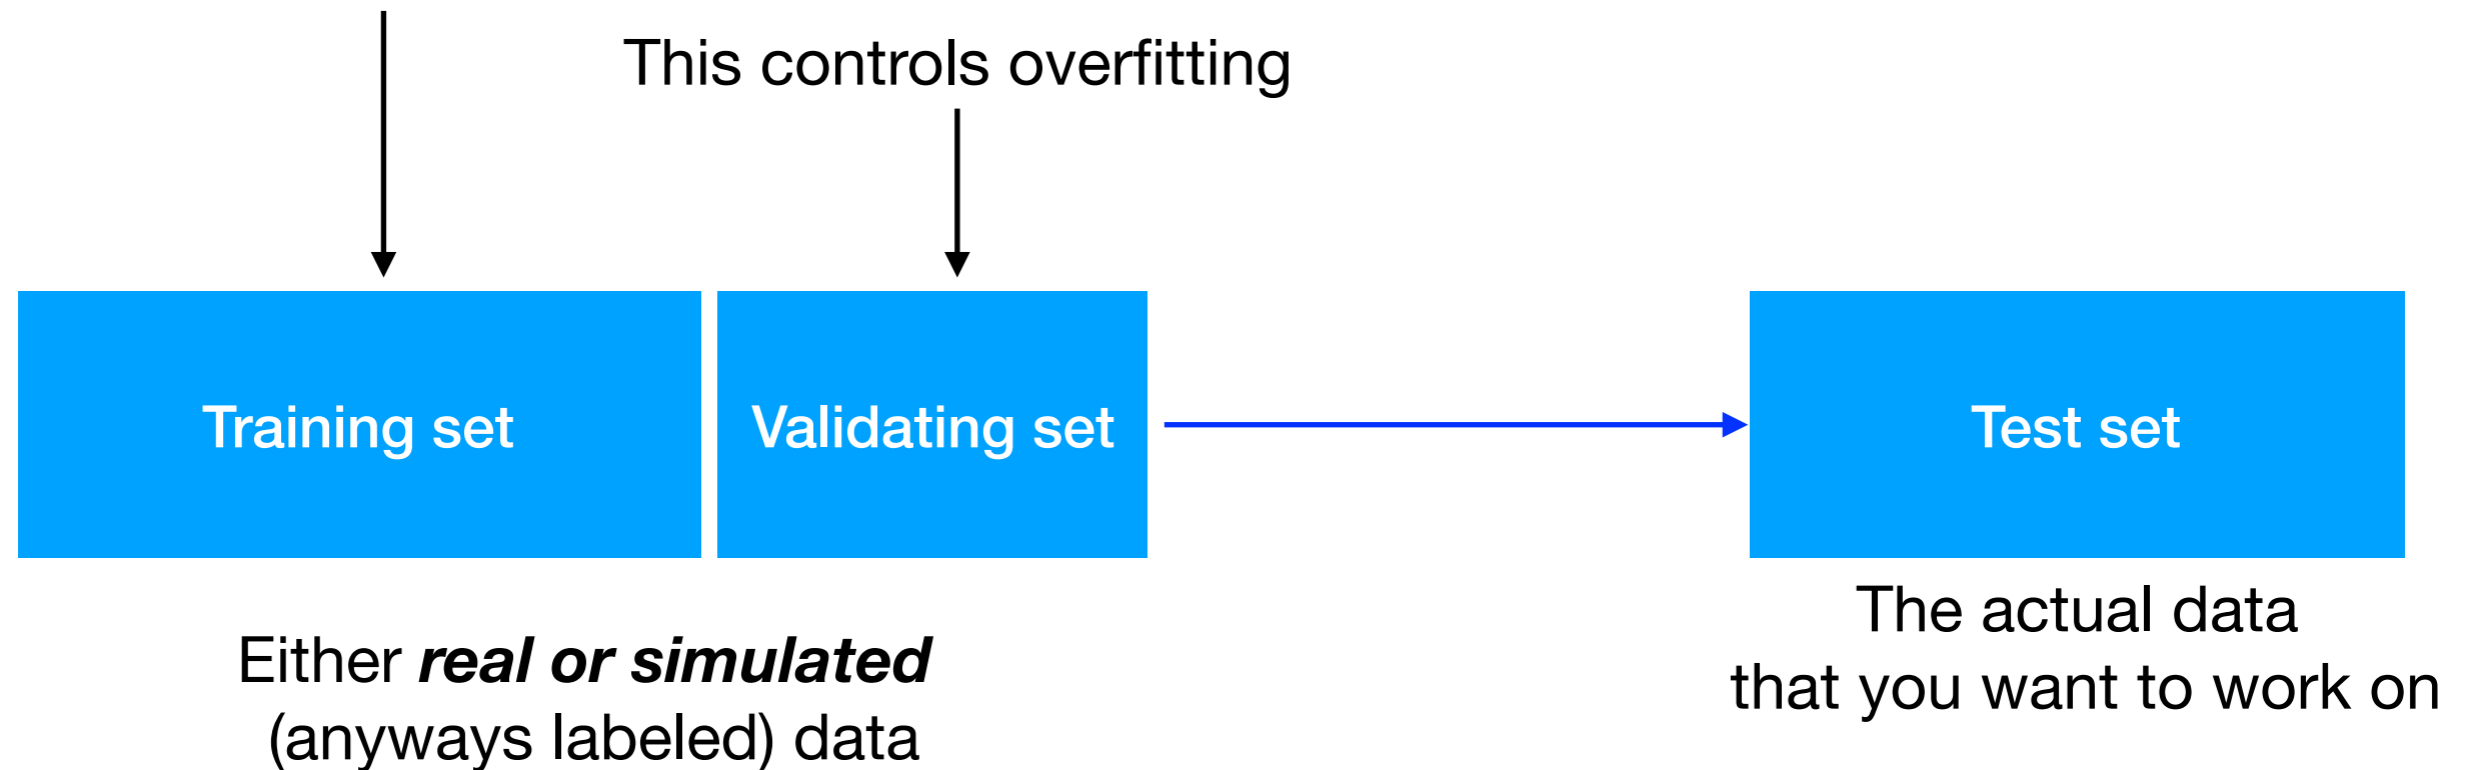 This controls overfitting
Training set
Validating set
Test set
Either real or simulated
(anyways labeled) data
The actual data
that you want to work on